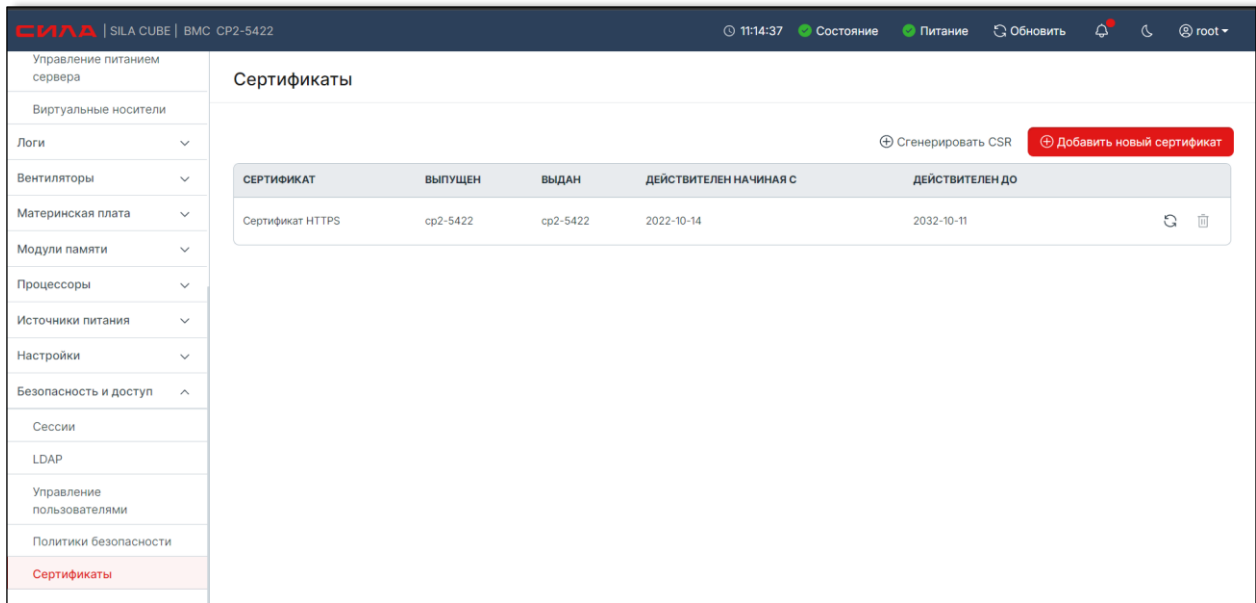 СИЛА | SILA CUBE | BMC CP2-5422
11:14:37 Состояние Питание Обновить root
Управление питанием
сервера
Виртуальные носители
Логи
Вентиляторы
Материнская плата
Модули памяти
Процессоры
Источники питания
Настройки
Безопасность и доступ
Сессии
LDAP
Управление
пользователями
Политики безопасности
Сертификаты
Сертификаты
Сгенерировать CSR Добавить новый сертификат
СЕРТИФИКАТ ВЫПУЩЕН ВЫДАН ДЕЙСТВИТЕЛЕН НАЧИНАЯ С ДЕЙСТВИТЕЛЕН ДО
Сертификат HTTPS cp2-5422 cp2-5422 2022-10-14 2032-10-11